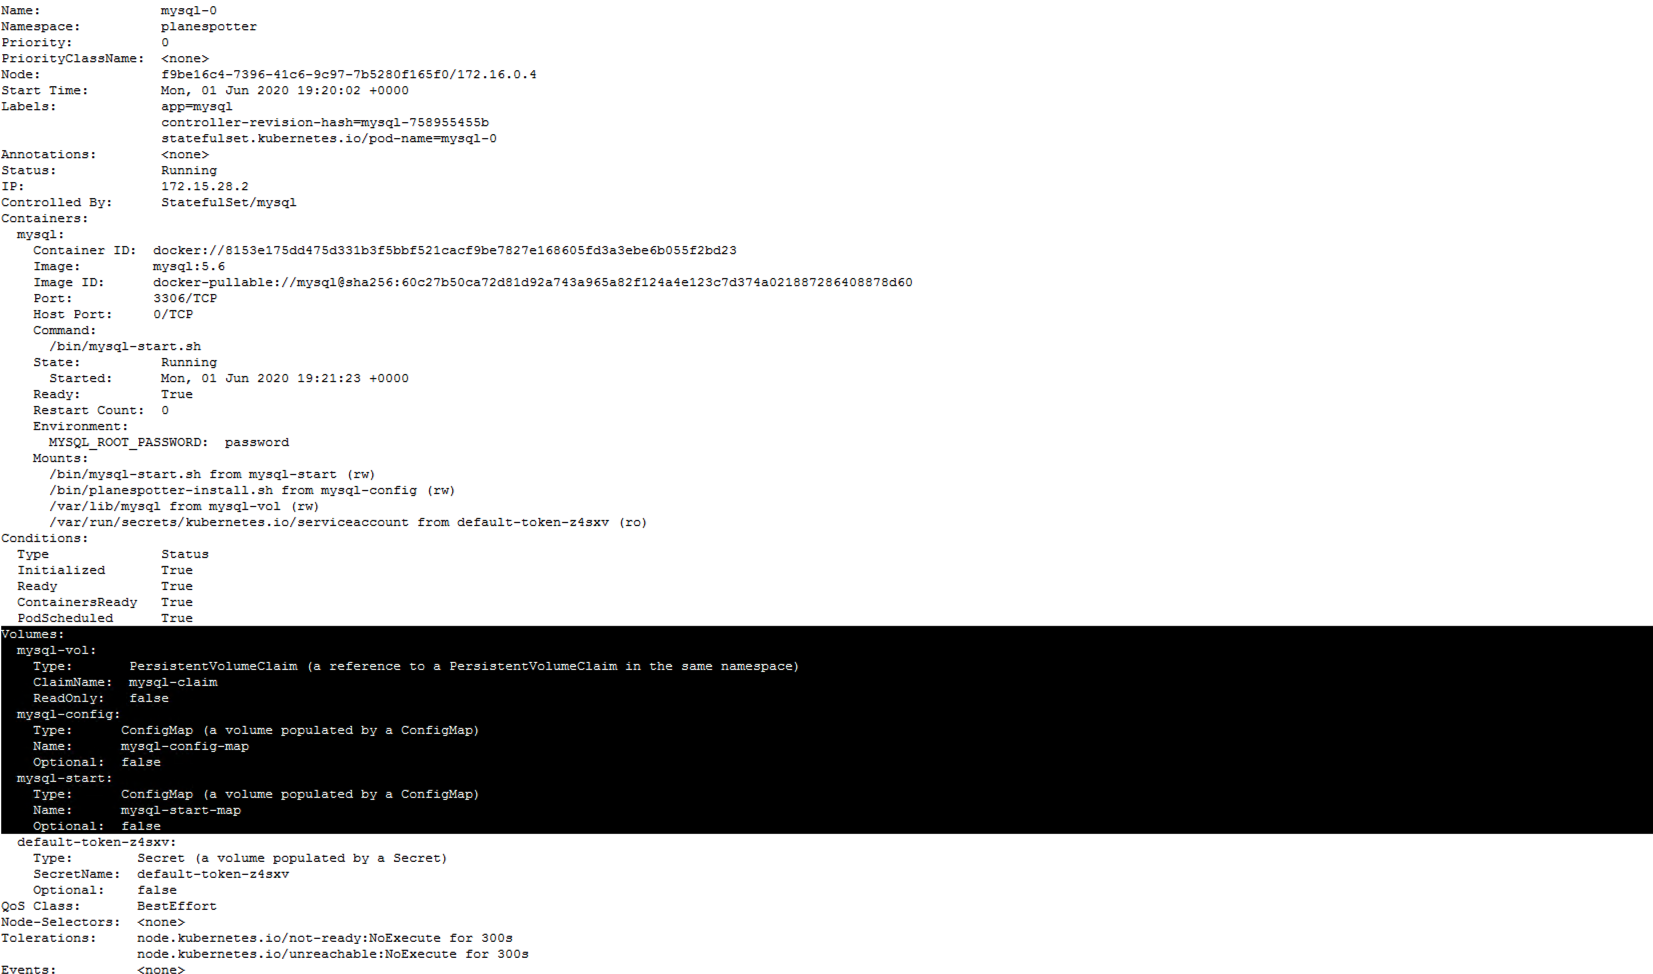 Name:               mysql-0
Namespace:          planespotter
Priority:           0
PriorityClassName:  <none>
Node:               f9be16c4-7396-41c6-9c97-7b5280f165f0/172.16.0.4
Start Time:         Mon, 01 Jun 2020 19:20:02 +0000
Labels:             app=mysql
                    controller-revision-hash=mysql-758955455b
                    statefulset.kubernetes.io/pod-name=mysql-0
Annotations:        <none>
Status:             Running
IP:                 172.15.28.2
Controlled By:      StatefulSet/mysql
Containers:
  mysql:
    Container ID:  docker://8153e175dd475d331b3f5bbf521cacf9be7827e168605fd3a3ebe6b055f2bd23
    Image:         mysql:5.6
    Image ID:      docker-pullable://mysql@sha256:60c27b50ca72d81d92a743a965a82f124a4e123c7d374a021887286408878d60
    Port:          3306/TCP
    Host Port:     0/TCP
    Command:
      /bin/mysql-start.sh
    State:          Running
      Started:      Mon, 01 Jun 2020 19:21:23 +0000
    Ready:          True
    Restart Count:  0
    Environment:
      MYSQL_ROOT_PASSWORD:  password
    Mounts:
      /bin/mysql-start.sh from mysql-start (rw)
      /bin/planespotter-install.sh from mysql-config (rw)
      /var/lib/mysql from mysql-vol (rw)
      /var/run/secrets/kubernetes.io/serviceaccount from default-token-z4sxv (ro)
Conditions:
  Type              Status
  Initialized       True
  Ready             True
  ContainersReady   True
  PodScheduled      True
Volumes:
  mysql-vol:
    Type:       PersistentVolumeClaim (a reference to a PersistentVolumeClaim in the same namespace)
    ClaimName:  mysql-claim
    ReadOnly:   false
  mysql-config:
    Type:      ConfigMap (a volume populated by a ConfigMap)
    Name:      mysql-config-map
    Optional:  false
  mysql-start:
    Type:      ConfigMap (a volume populated by a ConfigMap)
    Name:      mysql-start-map
    Optional:  false
  default-token-z4sxv:
    Type:        Secret (a volume populated by a Secret)
    SecretName:  default-token-z4sxv
    Optional:    false
QoS Class:       BestEffort
Node-Selectors:  <none>
Tolerations:     node.kubernetes.io/not-ready:NoExecute for 300s
                 node.kubernetes.io/unreachable:NoExecute for 300s
Events:          <none>